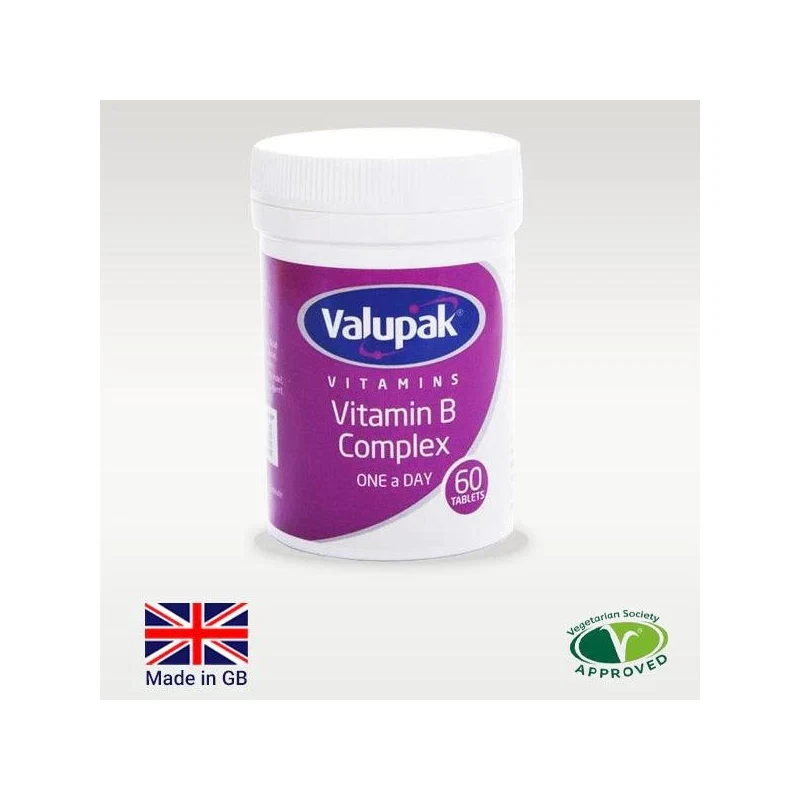 Valupak®
VITAMINS
Vitamin B
Complex
ONE a DAY
60
TABLETS
Made in GB
Vegetarian Society
V
APPROVED